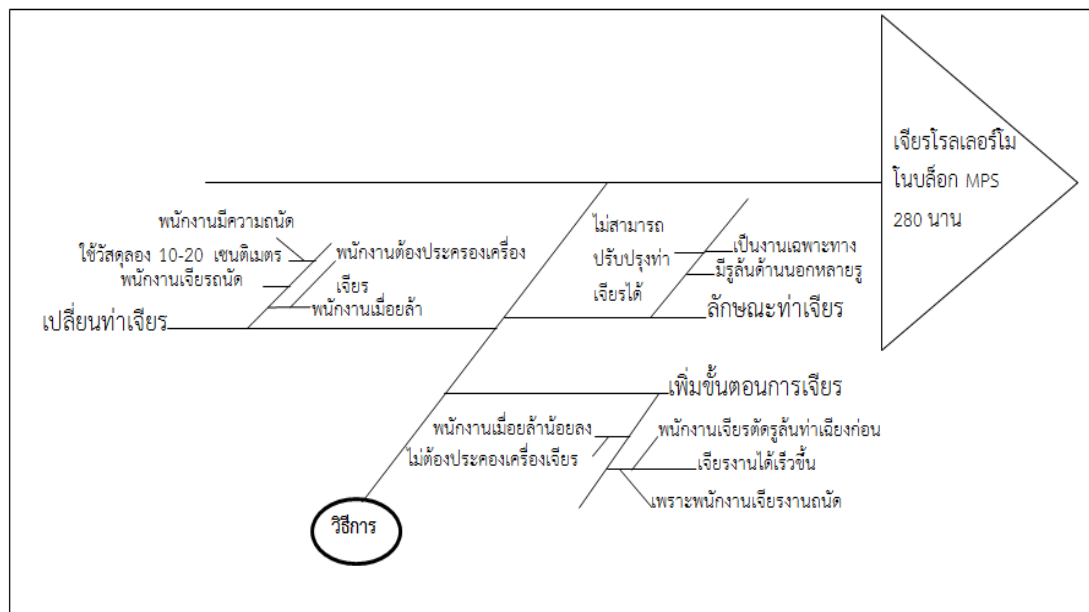 เจียรโรลเลอร์โม
โนบล็อก MPS
280 นาน
พนักงานมีความถนัด
ใช้วัสดุลอง 10-20 เซนติเมตร
พนักงานเจียรถนัด
พนักงานต้องประครองเครื่อง
เจียร
พนักงานเมื่อยล้า
เปลี่ยนท่าเจียร
ไม่สามารถ
ปรับปรุงท่า
เจียรได้
เป็นงานเฉพาะทาง
มีรูล้นด้านนอกหลายรู
ลักษณะท่าเจียร
เพิ่มขั้นตอนการเจียร
พนักงานเมื่อยล้าน้อยลง
ไม่ต้องประคองเครื่องเจียร
พนักงานเจียรตัดรูล้นท่าเฉียงก่อน
เจียรงานได้เร็วขึ้น
เพราะพนักงานเจียรงานถนัด
วิธีการ